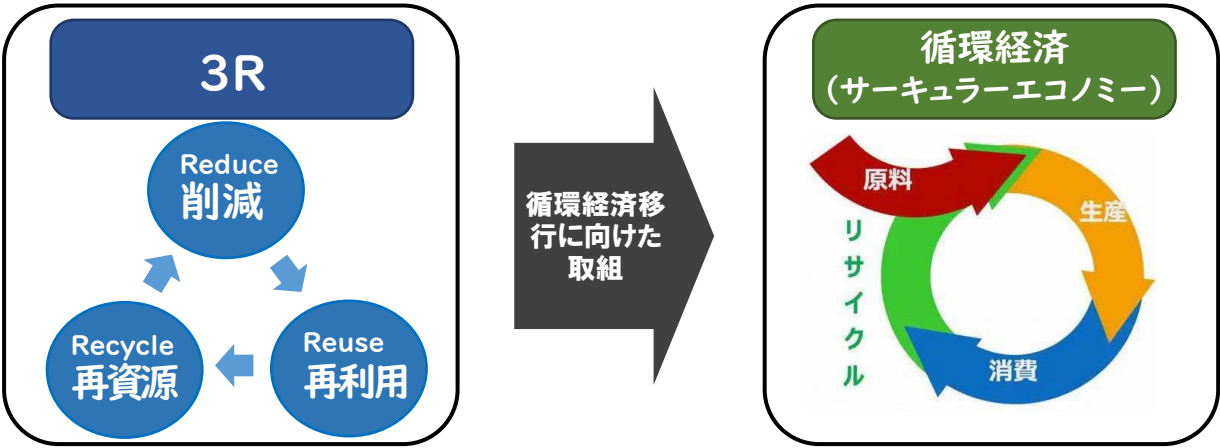 3R
Reduce
削減
Recycle
再資源
Reuse
再利用
循環経済移
行に向けた
取組
循環経済
(サーキュラーエコノミー)
原料
生産
消費
リサイクル